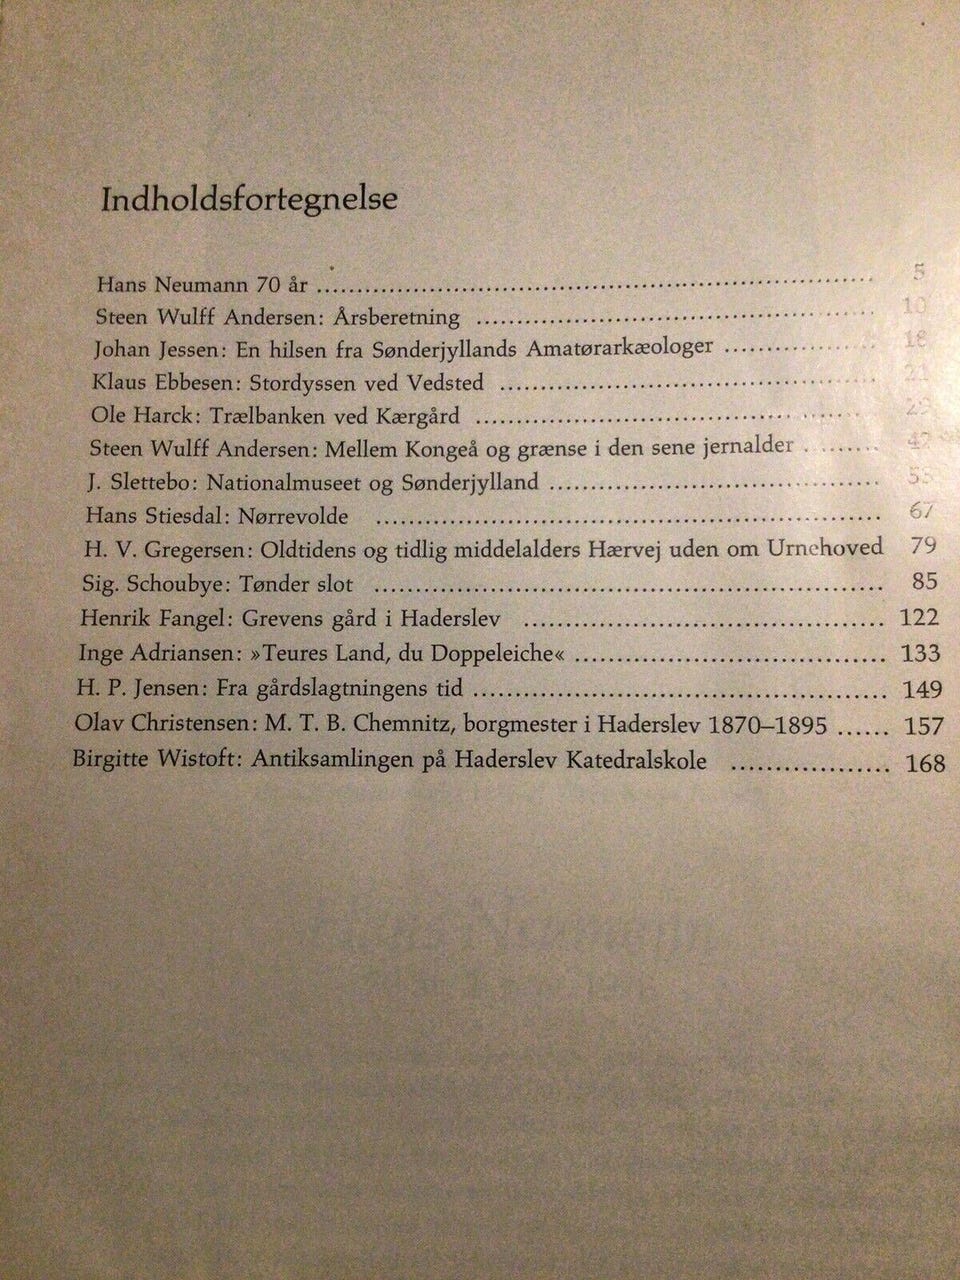 Indholdsfortegnelse
Hans Neumann 70 år ........................................ 5
Steen Wulff Andersen: Årsberetning ........................................ 10
Johan Jessen: En hilsen fra Sønderjyllands Amatørarkæologer ....................
Klaus Ebbesen: Stordyssen ved Vedsted ........................................ 21
Ole Harck: Trælbanken ved Kærgård ........................................
Steen Wulff Andersen: Mellem Kongeå og grænse i den sene jernalder ........
J. Slettebo: Nationalmuseet og Sønderjylland ........................................
Hans Stiesdal: Nørrevolde ........................................ 67
H. V. Gregersen: Oldtidens og tidlig middelalders Hærvej uden om Urnehoved 79
Sig. Schoubye: Tønder slot ........................................ 85
Henrik Fangel: Grevens gård i Haderslev ........................................ 122
Inge Adriansen: »Teures Land, du Doppeleiche« ........................................ 133
H. P. Jensen: Fra gårdslagtningens tid ........................................ 149
Olav Christensen: M. T. B. Chemnitz, borgmester i Haderslev 1870–1895 ...... 157
Birgitte Wistoft: Antiksamlingen på Haderslev Katedralskole .................. 168